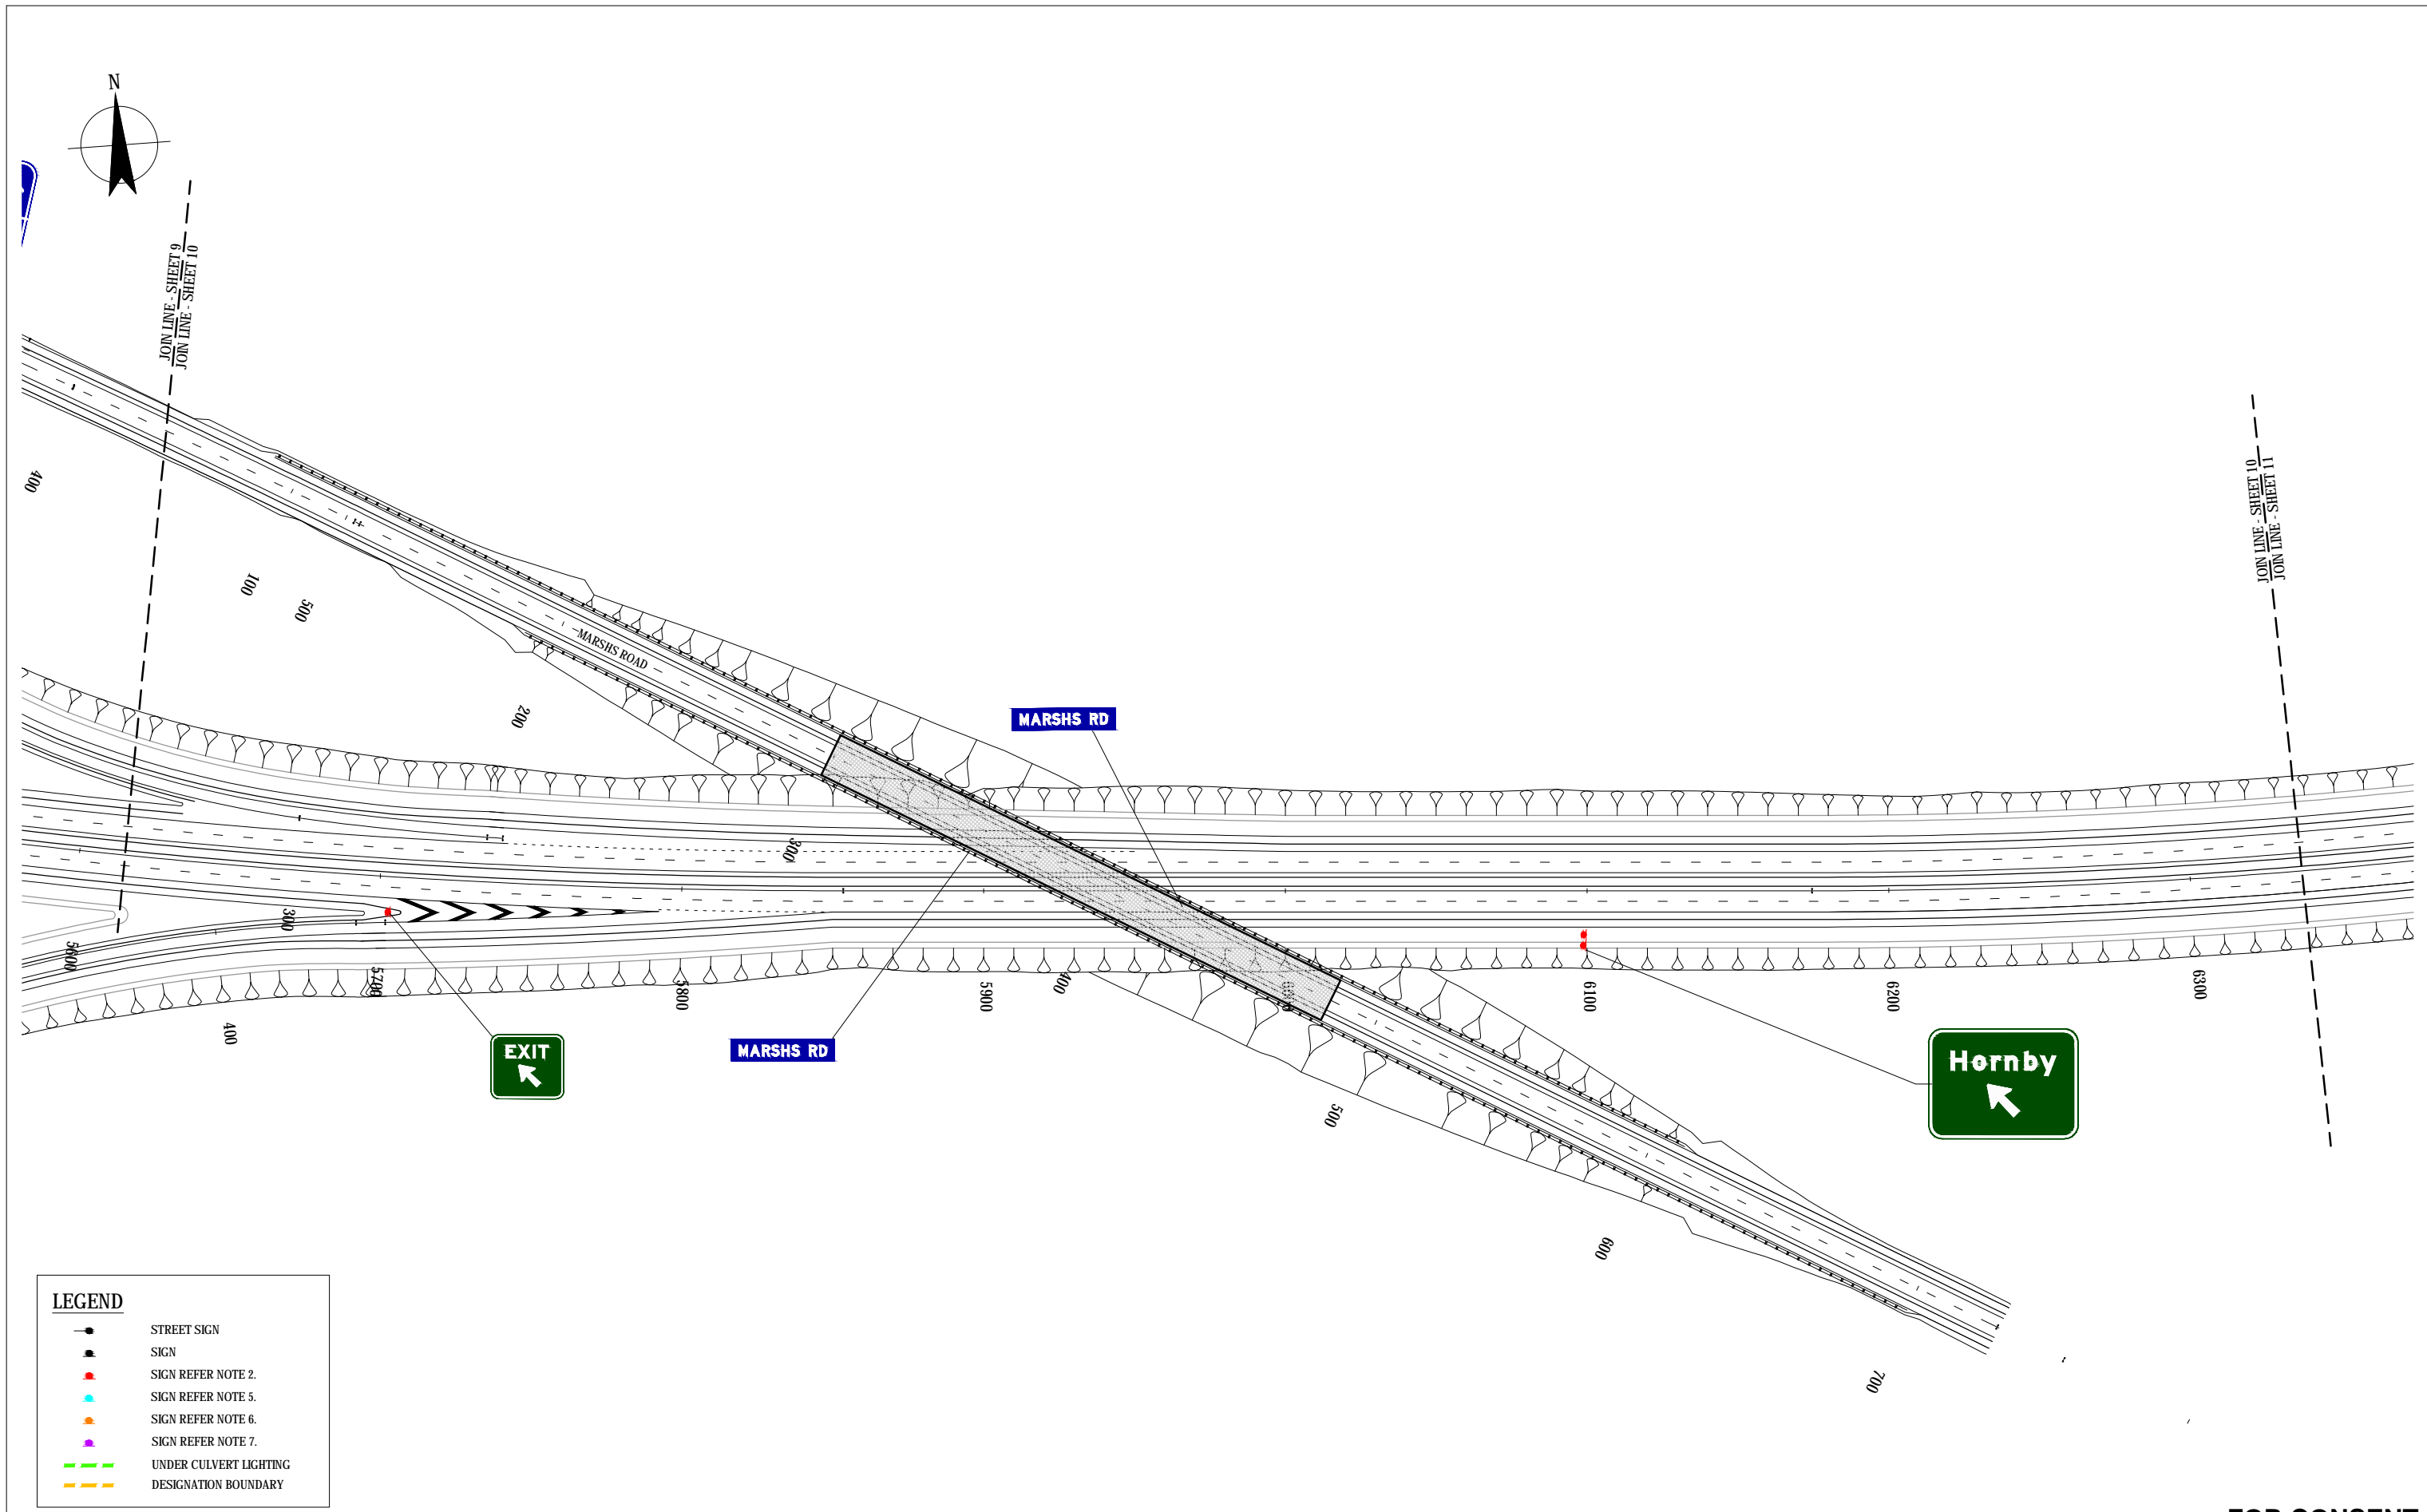 N
JOIN LINE - SHEET 9
JOIN LINE - SHEET 10
JOIN LINE - SHEET 10
JOIN LINE - SHEET 11
400
100
500
MARSHS ROAD
200
MARSHS RD
300
300
5600
5700
5800
5900
400
6100
6200
6300
400
EXIT
MARSHS RD
Hornby
500
600
700
LEGEND
STREET SIGN
SIGN
SIGN REFER NOTE 2.
SIGN REFER NOTE 5.
SIGN REFER NOTE 6.
SIGN REFER NOTE 7.
UNDER CULVERT LIGHTING
DESIGNATION BOUNDARY